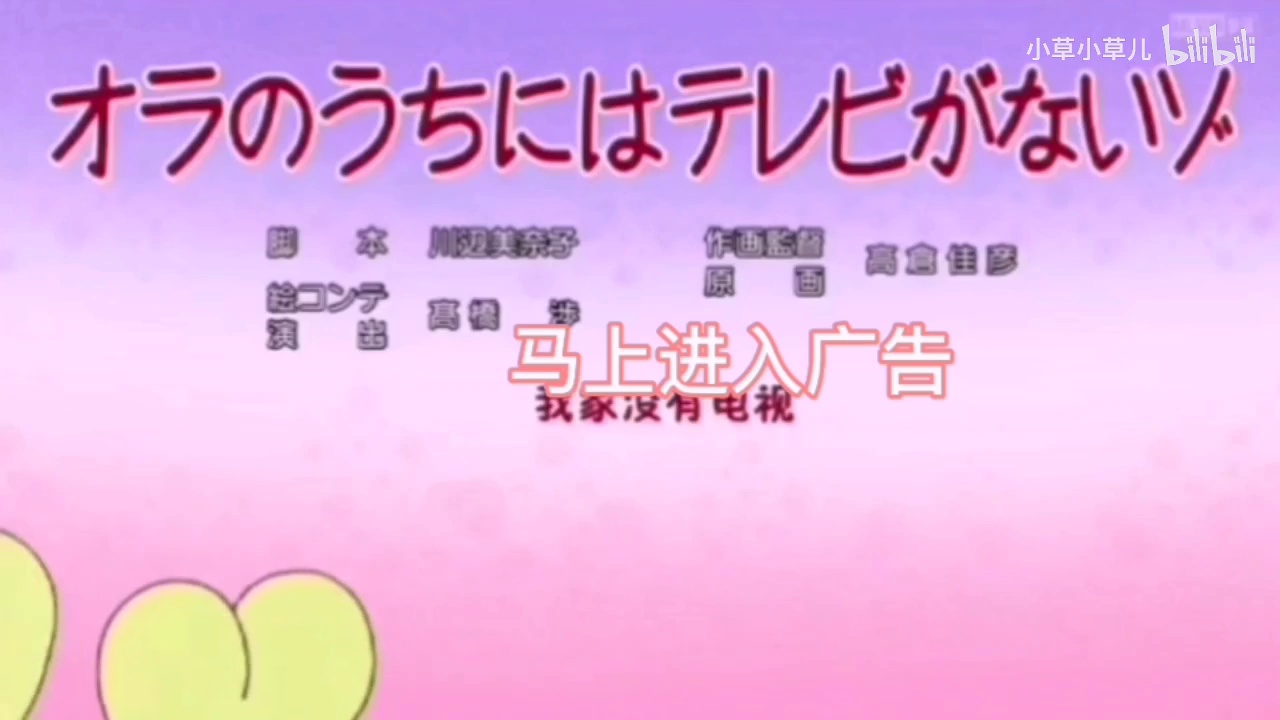 小草小草儿 bilibili
オラのうちにはテレビがないゾ
脚 本 川辺美奈子
絵コンテ
演 出
高橋 渉
作画監督
原 画
高倉佳彦
马上进入广告
我家没有电视